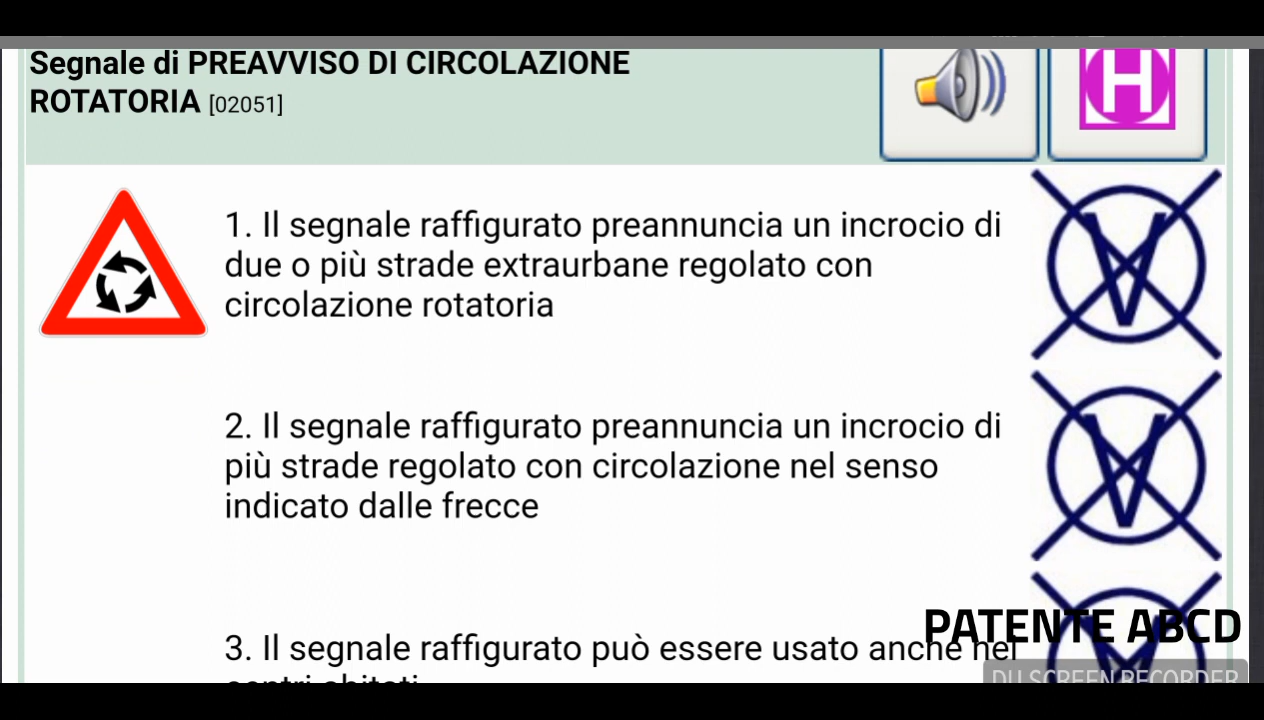 Segnale di PREAVVISO DI CIRCOLAZIONE
ROTATORIA [02051]
H
1. Il segnale raffigurato preannuncia un incrocio di
due o più strade extraurbane regolato con
circolazione rotatoria
V
2. Il segnale raffigurato preannuncia un incrocio di
più strade regolato con circolazione nel senso
indicato dalle frecce
V
PATENTE ABCD
3. Il segnale raffigurato può essere usato anche nei
centri abitati
V
DU SCREEN RECORDER